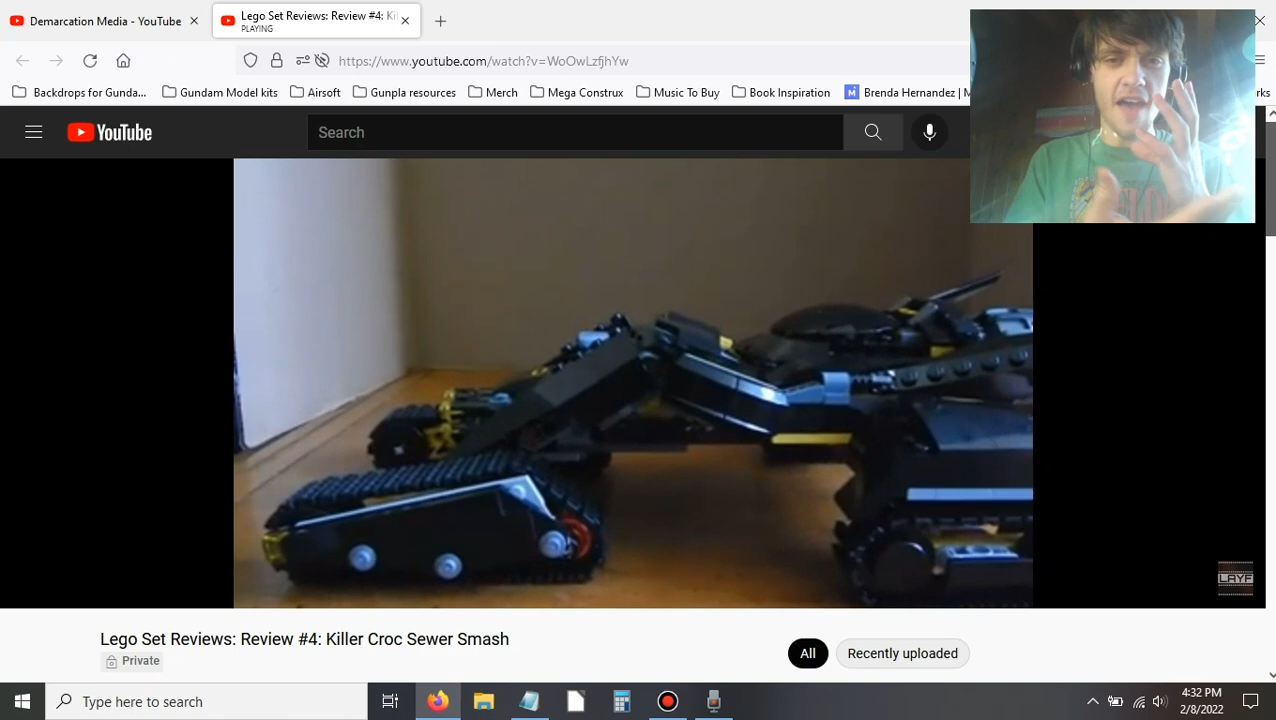 Demarcation Media - YouTube
Lego Set Reviews: Review #4: Kil
PLAYING
https://www.youtube.com/watch?v=WoOwLzfjhYw
Backdrops for Gunda...
Gundam Model kits
Airsoft
Gunpla resources
Merch
Mega Construx
Music To Buy
Book Inspiration
Brenda Hernandez |
YouTube
Search
LAYF
Lego Set Reviews: Review #4: Killer Croc Sewer Smash
Private
All
Recently uploaded
Type here to search
4:32 PM
2/8/2022